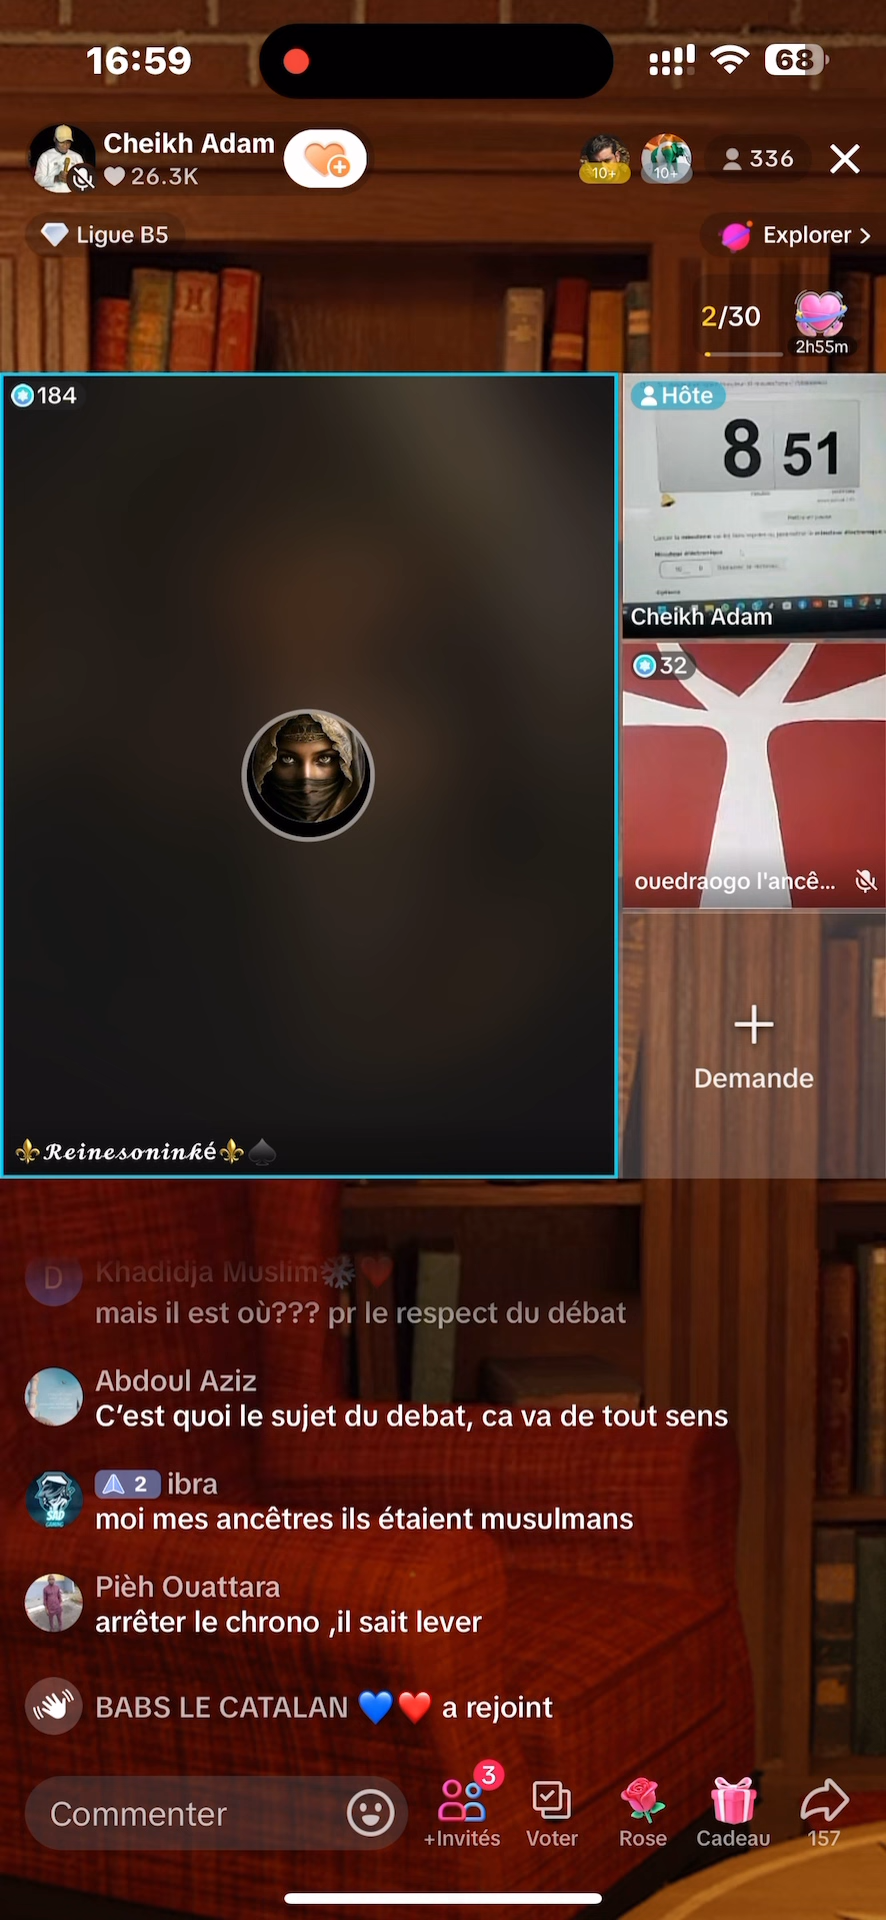 16:59
68
Cheikh Adam
26.3K
10+
10+
336
Ligue B5
Explorer >
2/30
2h55m
184
Hôte
8 51
Cheikh Adam
32
ouedraogo l'ancê...
Demande
⚜️𝓡𝓮𝓲𝓷𝓮𝓼𝓸𝓷𝓲𝓷𝓴é⚜️♠️
D
Khadidja Muslim❄️❤️
mais il est où??? pr le respect du débat
Abdoul Aziz
C’est quoi le sujet du debat, ca va de tout sens
2 ibra
moi mes ancêtres ils étaient musulmans
Pièh Ouattara
arrêter le chrono ,il sait lever
BABS LE CATALAN 💙❤️ a rejoint
3
Commenter
+Invités
Voter
Rose
Cadeau
157